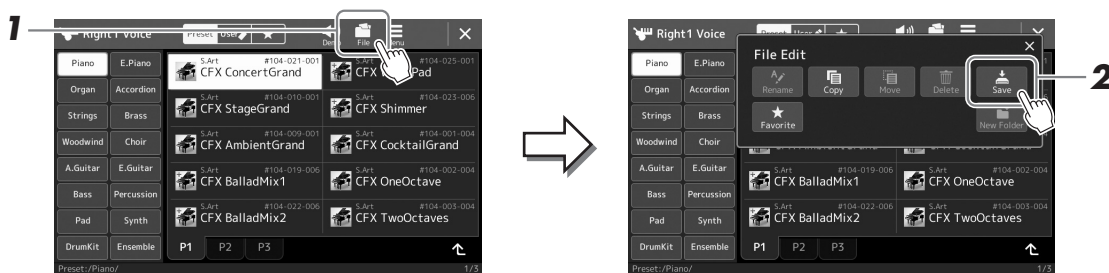 1
Right 1 Voice Preset User ★ Demo File Menu ×
Piano E.Piano
Organ Accordion
Strings Brass
Woodwind Choir
A.Guitar E.Guitar
Bass Percussion
Pad Synth
DrumKit Ensemble
S.Art #104-021-001
CFX ConcertGrand
S.Art #104-025-001
Pad
S.Art #104-010-001
CFX StageGrand
S.Art #104-023-006
CFX Shimmer
S.Art #104-009-001
CFX AmbientGrand
S.Art #104-001-004
CFX CocktailGrand
S.Art #104-019-006
CFX BalladMix1
S.Art #104-002-004
CFX OneOctave
S.Art #104-022-006
CFX BalladMix2
S.Art #104-003-004
CFX TwoOctaves
P1 P2 P3
Preset:/Piano/ 1/3
2
Right1 Voice Preset User ★
File Edit ×
Rename Copy Move Delete Save
Favorite New Folder
Piano E.Piano
Organ Accordion
Strings Brass
Woodwind Choir
A.Guitar E.Guitar
Bass Percussion
Pad Synth
DrumKit Ensemble
S.Art #104-019-006
CFX BalladMix1
S.Art #104-002-004
CFX OneOctave
S.Art #104-022-006
CFX BalladMix2
S.Art #104-003-004
CFX TwoOctaves
P1 P2 P3
Preset:/Piano/ 1/3